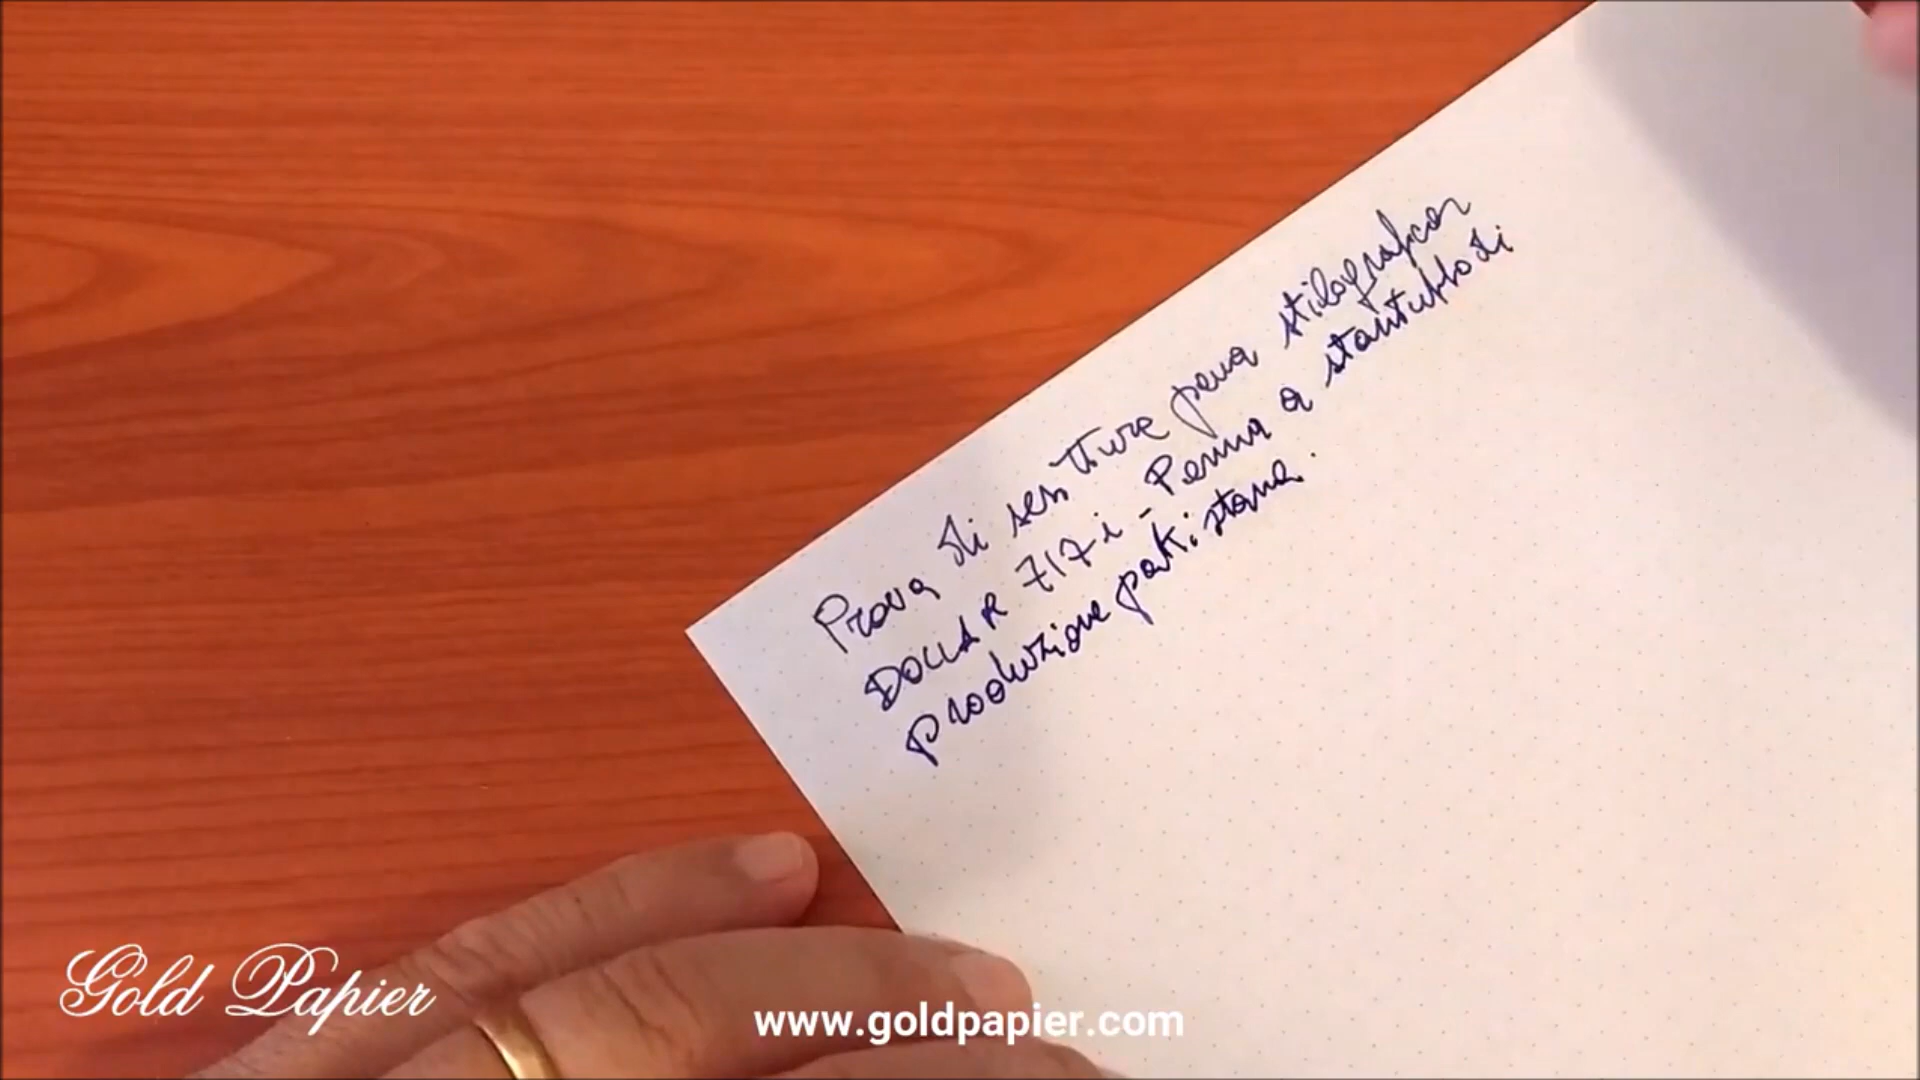 Prova di scrittura penna stilografica
DOLLAR 717i - Penna a stantuffo di
produzione pakistana.
Gold Papier
www.goldpapier.com